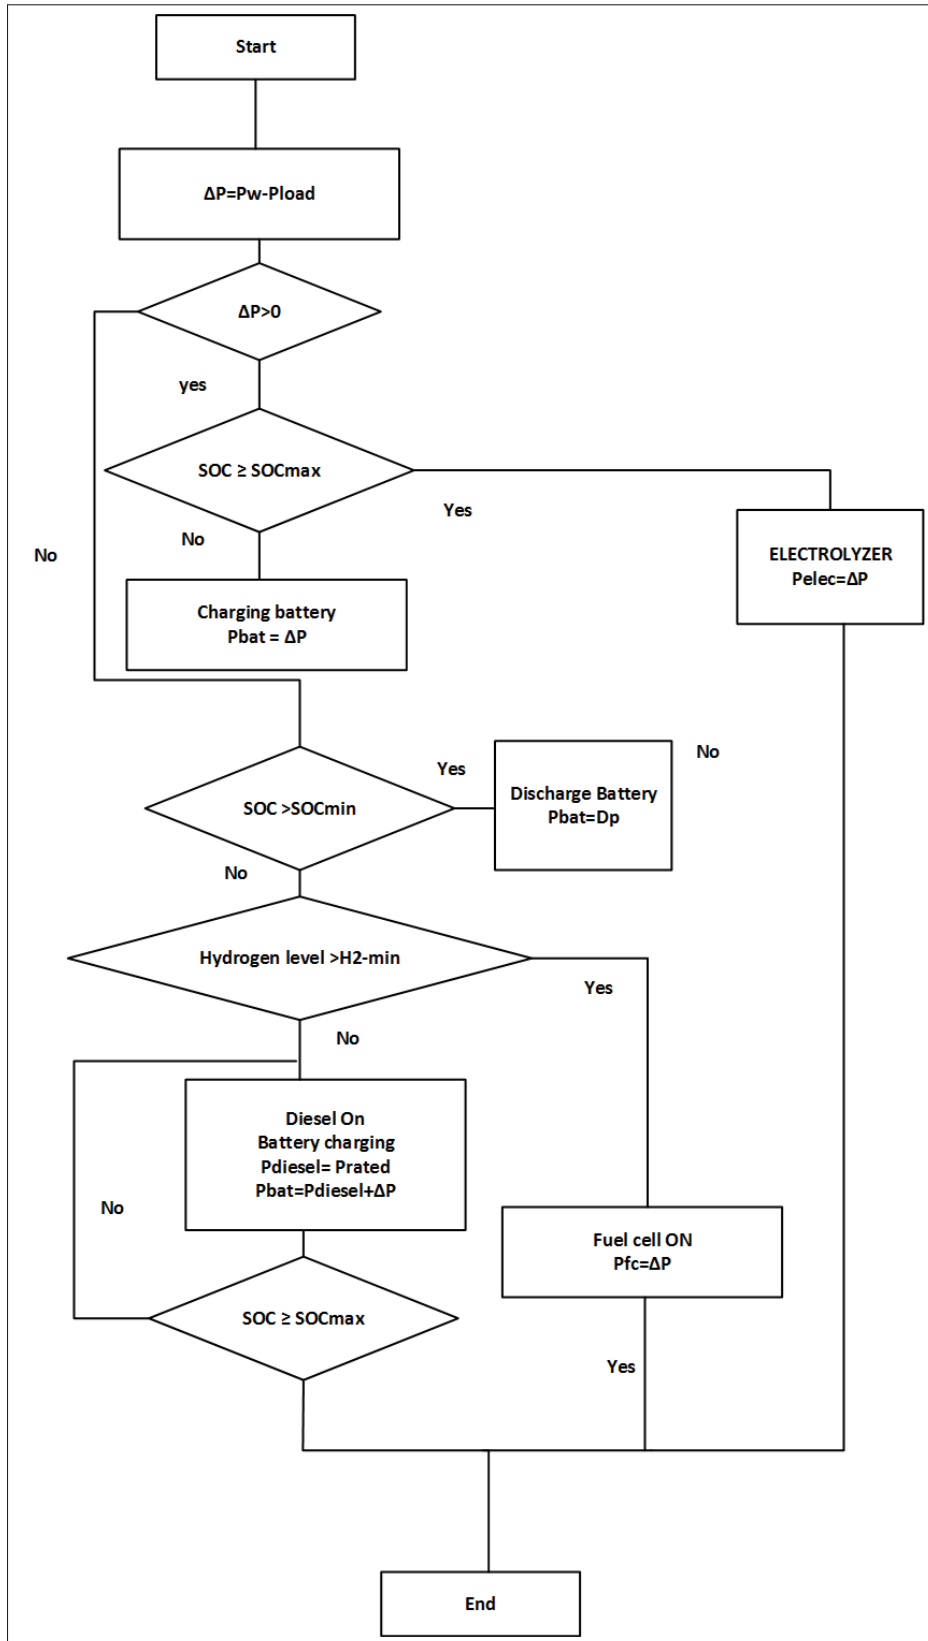 Start
ΔP=Pw-Pload
ΔP>0
yes
SOC ≥ SOCmax
Yes
No
No
ELECTROLYZER
Pelec=ΔP
Charging battery
Pbat = ΔP
No
Yes
Discharge Battery
Pbat=Dp
SOC >SOCmin
No
Hydrogen level >H2-min
Yes
No
Diesel On
Battery charging
Pdiesel= Prated
Pbat=Pdiesel+ΔP
No
Fuel cell ON
Pfc=ΔP
SOC ≥ SOCmax
Yes
End